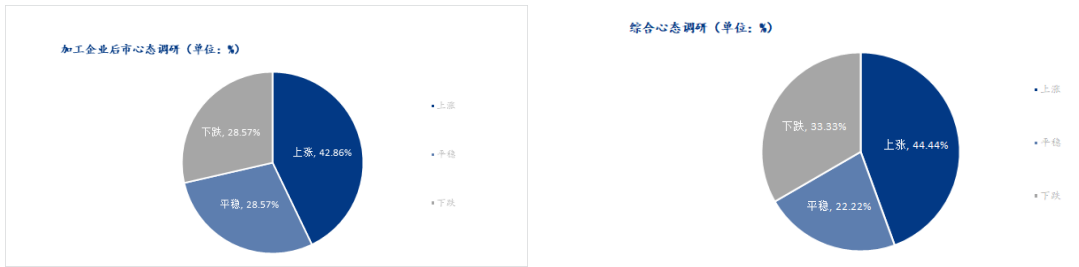 加工企业后市心态调研（单位：%）
下跌, 28.57%
上涨, 42.86%
平稳, 28.57%
上涨
平稳
下跌
综合心态调研（单位：%）
下跌, 33.33%
上涨, 44.44%
平稳, 22.22%
上涨
平稳
下跌